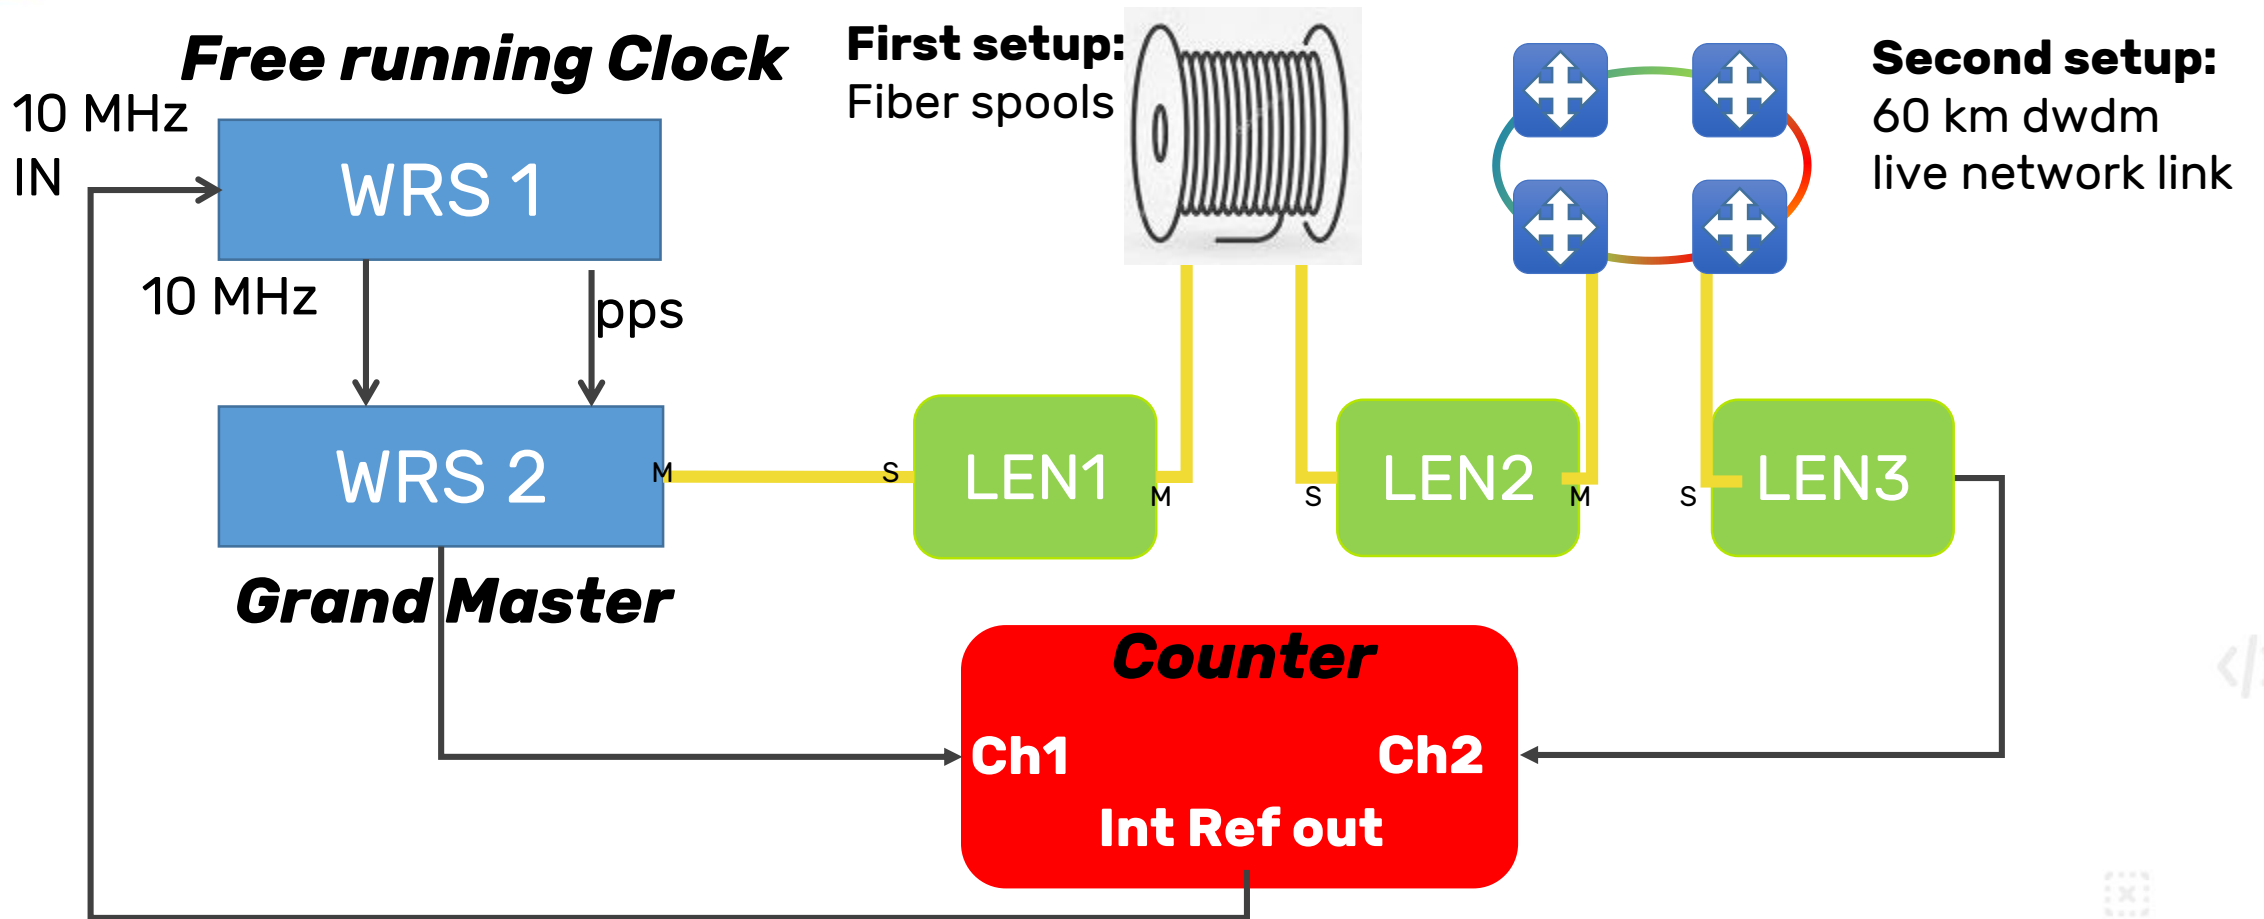 Free running Clock
10 MHz
IN
WRS 1
10 MHz
pps
WRS 2
M
S
Grand Master
First setup:
Fiber spools
Second setup:
60 km dwdm
live network link
LEN1
M
S
LEN2
M
S
LEN3
Counter
Ch1
Ch2
Int Ref out